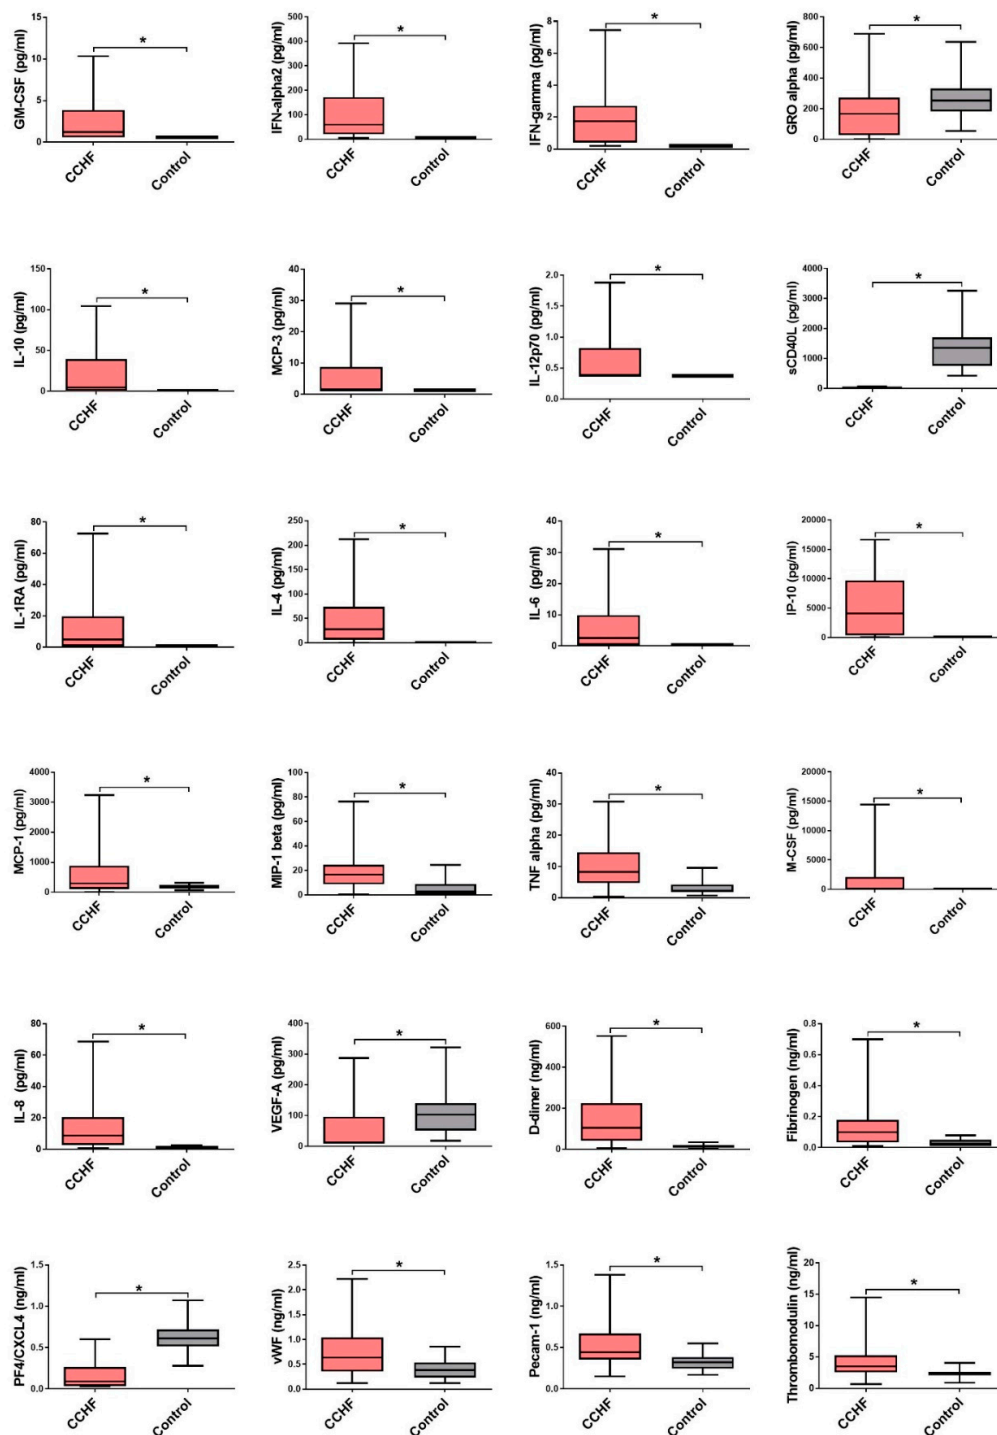 GM-CSF (pg/ml)
15
10
5
0
*
CCHF
Control
IFN-alpha2 (pg/ml)
500
400
300
200
100
0
*
CCHF
Control
IFN-gamma (pg/ml)
8
6
4
2
0
*
CCHF
Control
GRO alpha (pg/ml)
800
600
400
200
0
*
CCHF
Control
IL-10 (pg/ml)
150
100
50
0
*
CCHF
Control
MCP-3 (pg/ml)
40
30
20
10
0
*
CCHF
Control
IL-12p70 (pg/ml)
2.0
1.5
1.0
0.5
0.0
*
CCHF
Control
sCD40L (pg/ml)
4000
3000
2000
1000
0
*
CCHF
Control
IL-1RA (pg/ml)
80
60
40
20
0
*
CCHF
Control
IL-4 (pg/ml)
250
200
150
100
50
0
*
CCHF
Control
IL-6 (pg/ml)
40
30
20
10
0
*
CCHF
Control
IP-10 (pg/ml)
20000
15000
10000
5000
0
*
CCHF
Control
MCP-1 (pg/ml)
4000
3000
2000
1000
0
*
CCHF
Control
MIP-1 beta (pg/ml)
100
80
60
40
20
0
*
CCHF
Control
TNF alpha (pg/ml)
40
30
20
10
0
*
CCHF
Control
M-CSF (pg/ml)
20000
15000
10000
5000
0
*
CCHF
Control
IL-8 (pg/ml)
80
60
40
20
0
*
CCHF
Control
VEGF-A (pg/ml)
400
300
200
100
0
*
CCHF
Control
D-dimer (ng/ml)
600
400
200
0
*
CCHF
Control
Fibrinogen (ng/ml)
0.8
0.6
0.4
0.2
0.0
*
CCHF
Control
PF4/CXCL4 (ng/ml)
1.5
1.0
0.5
0.0
*
CCHF
Control
vWF (ng/ml)
2.5
2.0
1.5
1.0
0.5
0.0
*
CCHF
Control
Pecam-1 (ng/ml)
1.5
1.0
0.5
0.0
*
CCHF
Control
Thrombomodulin (ng/ml)
20
15
10
5
0
*
CCHF
Control